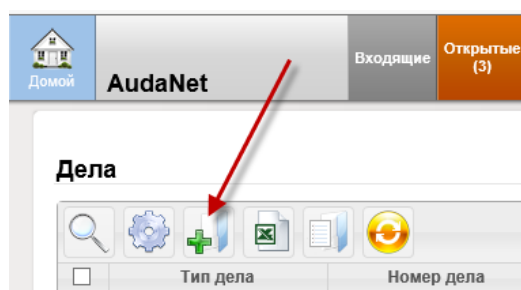 Домой
AudaNet
Входящие
Открытые
(3)
Дела
Тип дела
Номер дела